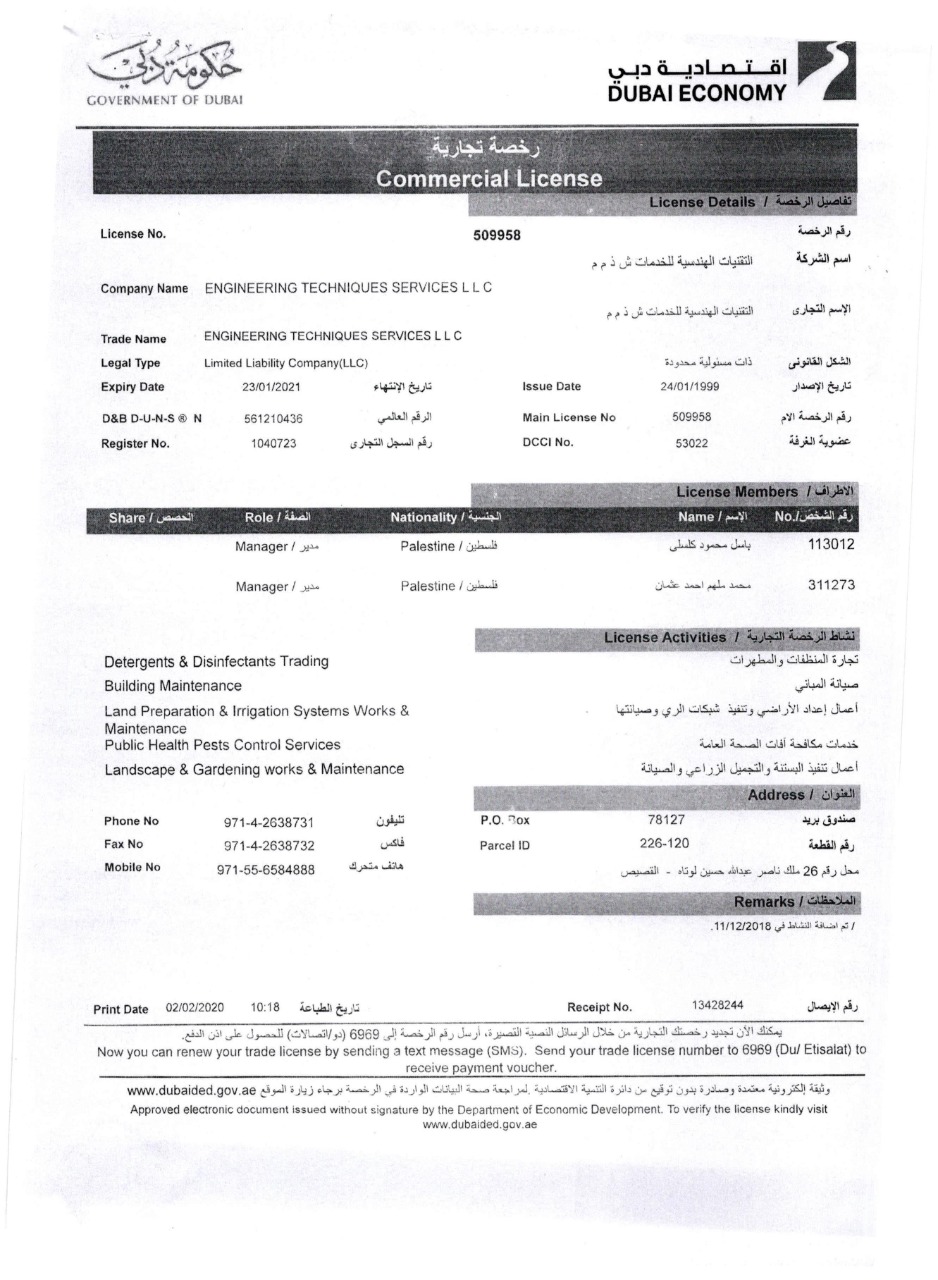 حكومة دبي
GOVERNMENT OF DUBAI
اقتصادية دبي
DUBAI ECONOMY
رخصة تجارية
Commercial License
License Details / تفاصيل الرخصة
License No. 509958 رقم الرخصة
التقنيات الهندسية للخدمات ش ذ م م اسم الشركة
Company Name ENGINEERING TECHNIQUES SERVICES L L C
التقنيات الهندسية للخدمات ش ذ م م الإسم التجارى
Trade Name ENGINEERING TECHNIQUES SERVICES L L C
Legal Type Limited Liability Company(LLC) ذات مسئولية محدودة الشكل القانونى
Expiry Date 23/01/2021 تاريخ الإنتهاء Issue Date 24/01/1999 تاريخ الإصدار
D&B D-U-N-S ® N 561210436 الرقم العالمي Main License No 509958 رقم الرخصة الام
Register No. 1040723 رقم السجل التجارى DCCI No. 53022 عضوية الغرفة
License Members / الاطراف
Share / الحصص Role / الصفة Nationality / الجنسية Name / الإسم No./رقم الشخص
Manager / مدير Palestine / فلسطين باسل محمود كلسلى 113012
Manager / مدير Palestine / فلسطين محمد ملهم احمد عثمان 311273
License Activities / نشاط الرخصة التجارية
Detergents & Disinfectants Trading تجارة المنظفات والمطهرات
Building Maintenance صيانة المباني
Land Preparation & Irrigation Systems Works & أعمال إعداد الأراضي وتنفيذ شبكات الري وصيانتها
Maintenance
Public Health Pests Control Services خدمات مكافحة آفات الصحة العامة
Landscape & Gardening works & Maintenance أعمال تنفيذ البستنة والتجميل الزراعي والصيانة
Address / العنوان
Phone No 971-4-2638731 تليفون P.O. Box 78127 صندوق بريد
Fax No 971-4-2638732 فاكس Parcel ID 226-120 رقم القطعة
Mobile No 971-55-6584888 هاتف متحرك محل رقم 26 ملك ناصر عبدالله حسين لوتاه - القصيص
Remarks / الملاحظات
/ تم اضافة النشاط في 11/12/2018.
Print Date 02/02/2020 10:18 تاريخ الطباعة Receipt No. 13428244 رقم الإيصال
يمكنك الأن تجديد رخصتك التجارية من خلال الرسائل النصية القصيرة، أرسل رقم الرخصة إلى 6969 (دو/اتصالات) للحصول على اذن الدفع.
Now you can renew your trade license by sending a text message (SMS). Send your trade license number to 6969 (Du/ Etisalat) to
receive payment voucher.
وثيقة إلكترونية معتمدة وصادرة بدون توقيع من دائرة التنمية الاقتصادية .لمراجعة صحة البيانات الواردة في الرخصة برجاء زيارة الموقع www.dubaided.gov.ae
Approved electronic document issued without signature by the Department of Economic Development. To verify the license kindly visit
www.dubaided.gov.ae